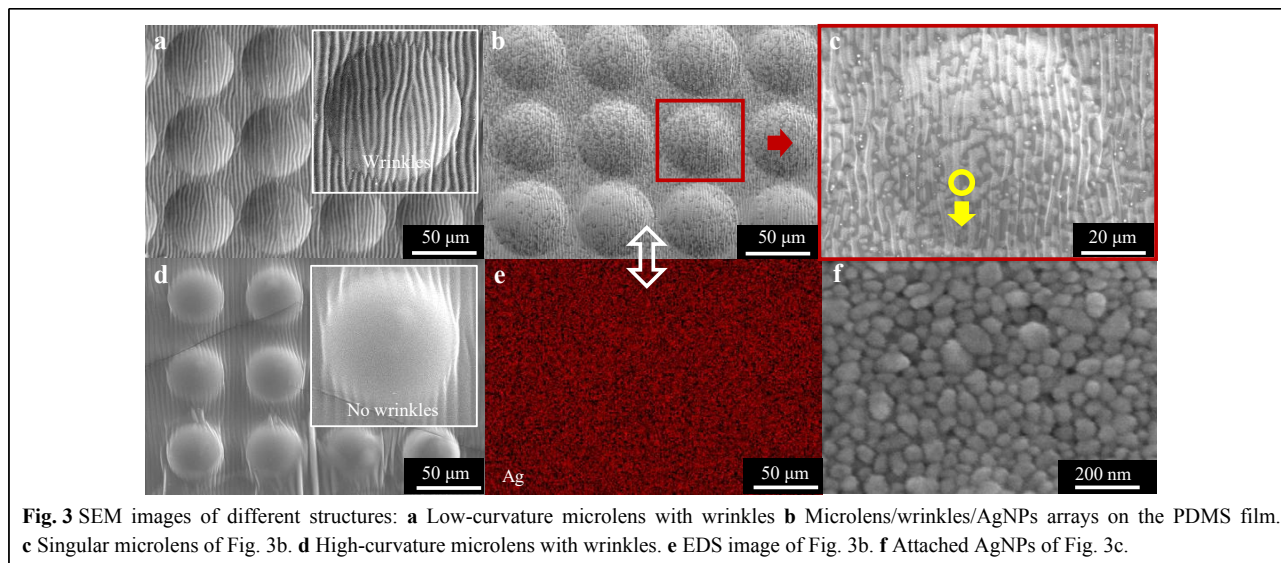 a
Wrinkles
50 μm
b
50 μm
c
20 μm
d
No wrinkles
50 μm
e
Ag
50 μm
f
200 nm
Fig. 3 SEM images of different structures: a Low-curvature microlens with wrinkles b Microlens/wrinkles/AgNPs arrays on the PDMS film.
c Singular microlens of Fig. 3b. d High-curvature microlens with wrinkles. e EDS image of Fig. 3b. f Attached AgNPs of Fig. 3c.